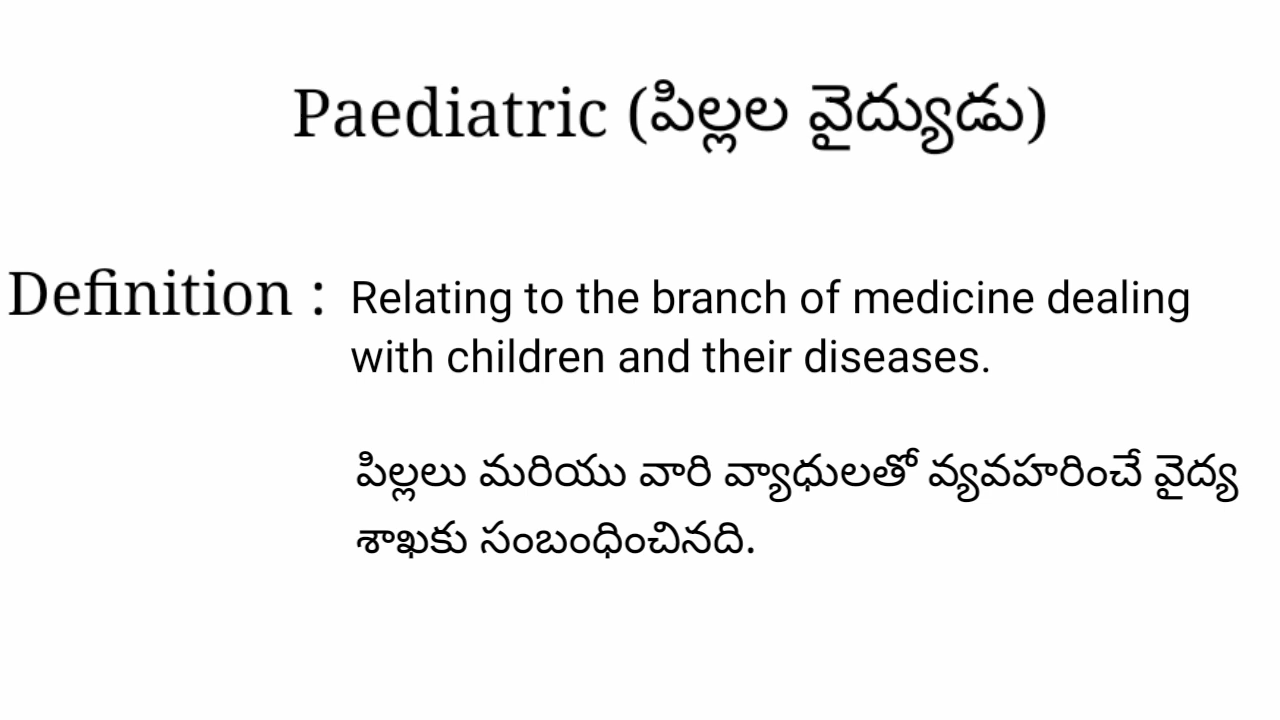 Paediatric (పిల్లల వైద్యుడు)
Definition : Relating to the branch of medicine dealing
with children and their diseases.
పిల్లలు మరియు వారి వ్యాధులతో వ్యవహరించే వైద్య
శాఖకు సంబంధించినది.